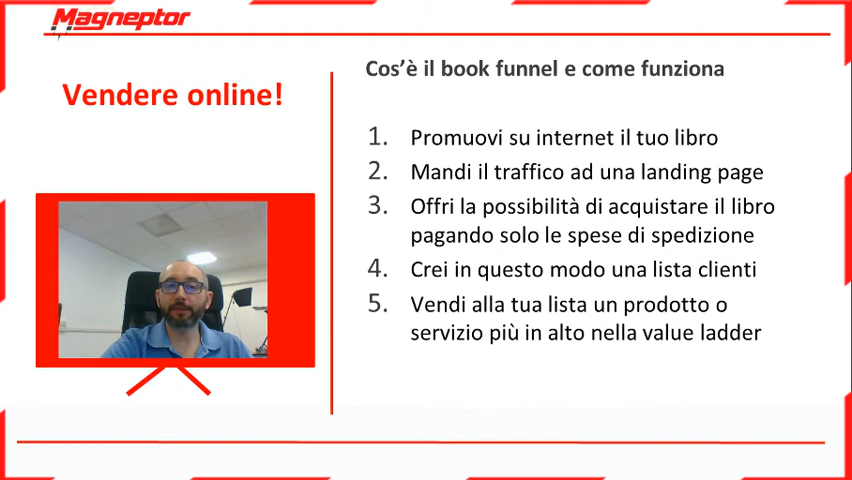 Magneptor
Vendere online!
Cos'è il book funnel e come funziona
1. Promuovi su internet il tuo libro
2. Mandi il traffico ad una landing page
3. Offri la possibilità di acquistare il libro
pagando solo le spese di spedizione
4. Crei in questo modo una lista clienti
5. Vendi alla tua lista un prodotto o
servizio più in alto nella value ladder